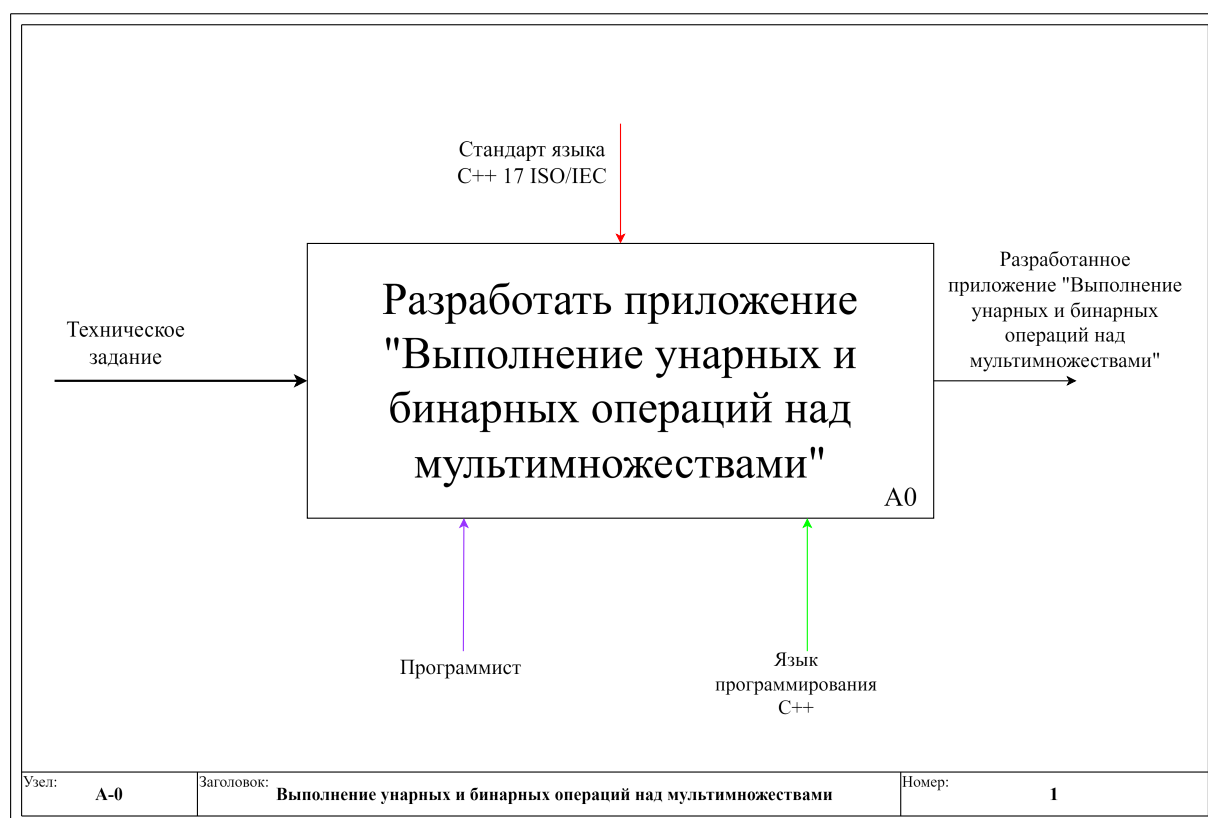 Стандарт языка
C++ 17 ISO/IEC
Разработать приложение
"Выполнение унарных и
бинарных операций над
мультимножествами"
A0
Техническое
задание
Разработанное
приложение "Выполнение
унарных и бинарных
операций над
мультимножествами"
Программист
Язык
программирования
C++
Узел:
A-0
Заголовок:
Выполнение унарных и бинарных операций над мультимножествами
Номер:
1